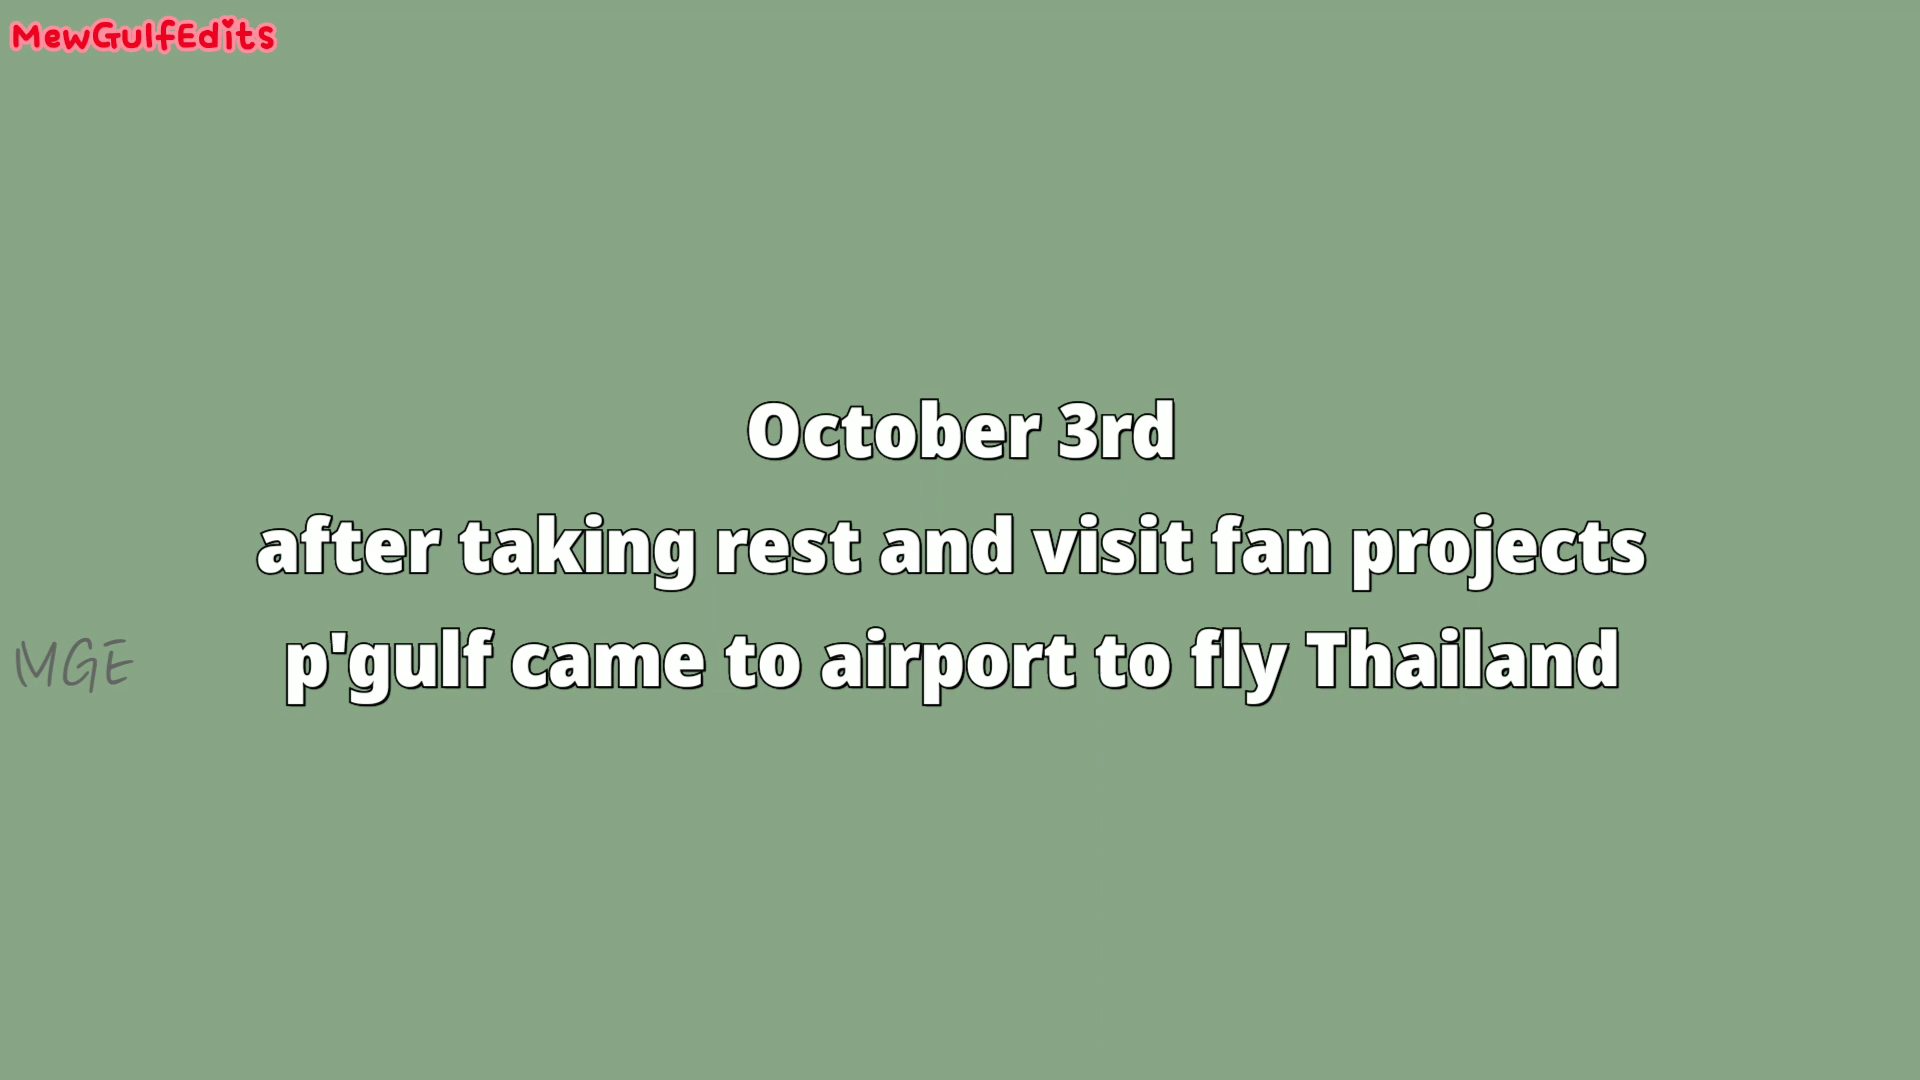 MewGulfEdits
October 3rd
after taking rest and visit fan projects
p'gulf came to airport to fly Thailand
MGE